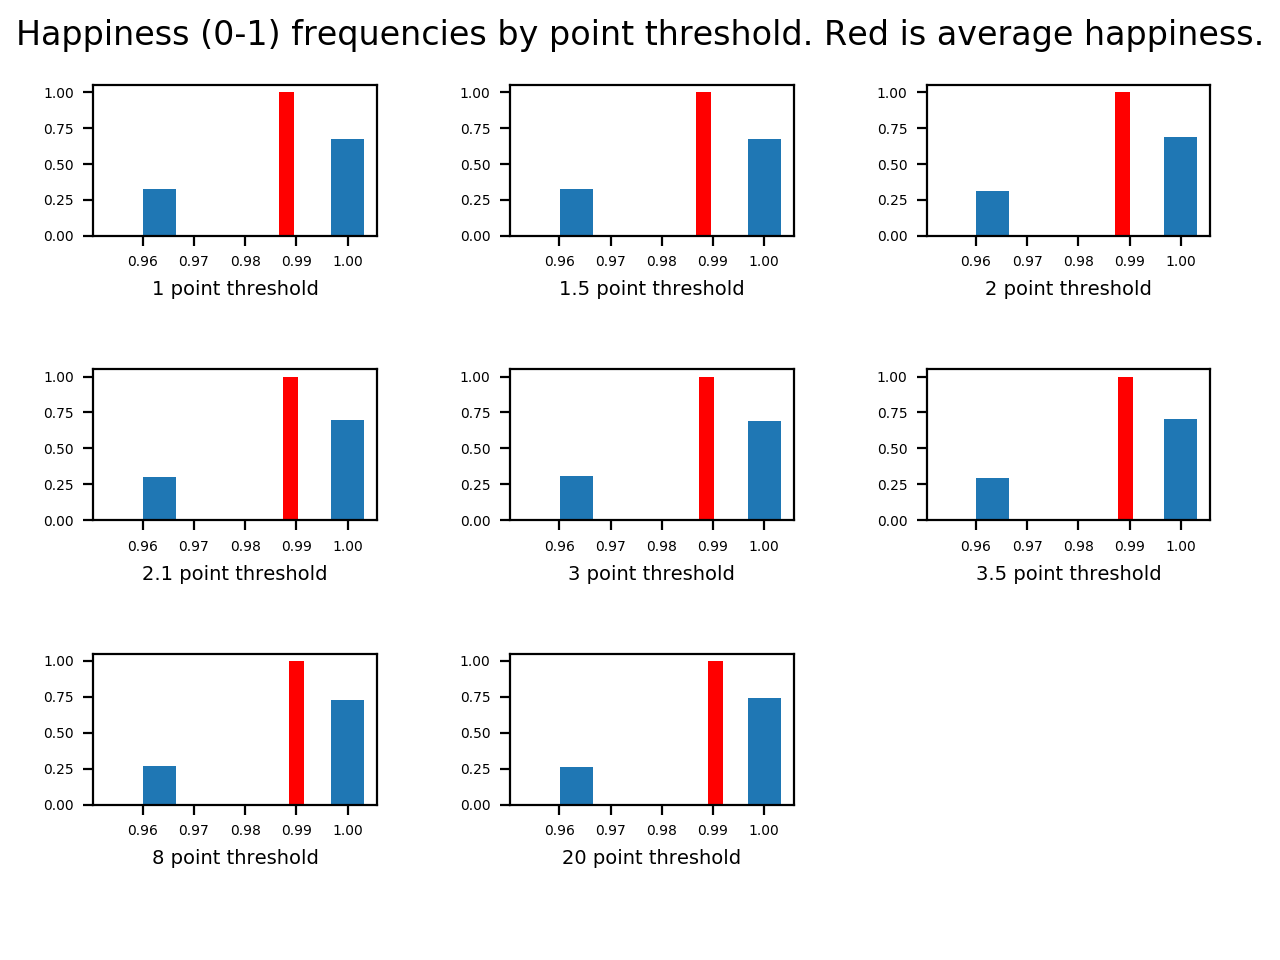 Happiness (0-1) frequencies by point threshold. Red is average happiness.
1.00 1.00 1.00
0.75 0.75 0.75
0.50 0.50 0.50
0.25 0.25 0.25
0.00 0.00 0.00
0.96 0.97 0.98 0.99 1.00 0.96 0.97 0.98 0.99 1.00 0.96 0.97 0.98 0.99 1.00
1 point threshold 1.5 point threshold 2 point threshold
1.00 1.00 1.00
0.75 0.75 0.75
0.50 0.50 0.50
0.25 0.25 0.25
0.00 0.00 0.00
0.96 0.97 0.98 0.99 1.00 0.96 0.97 0.98 0.99 1.00 0.96 0.97 0.98 0.99 1.00
2.1 point threshold 3 point threshold 3.5 point threshold
1.00 1.00
0.75 0.75
0.50 0.50
0.25 0.25
0.00 0.00
0.96 0.97 0.98 0.99 1.00 0.96 0.97 0.98 0.99 1.00
8 point threshold 20 point threshold